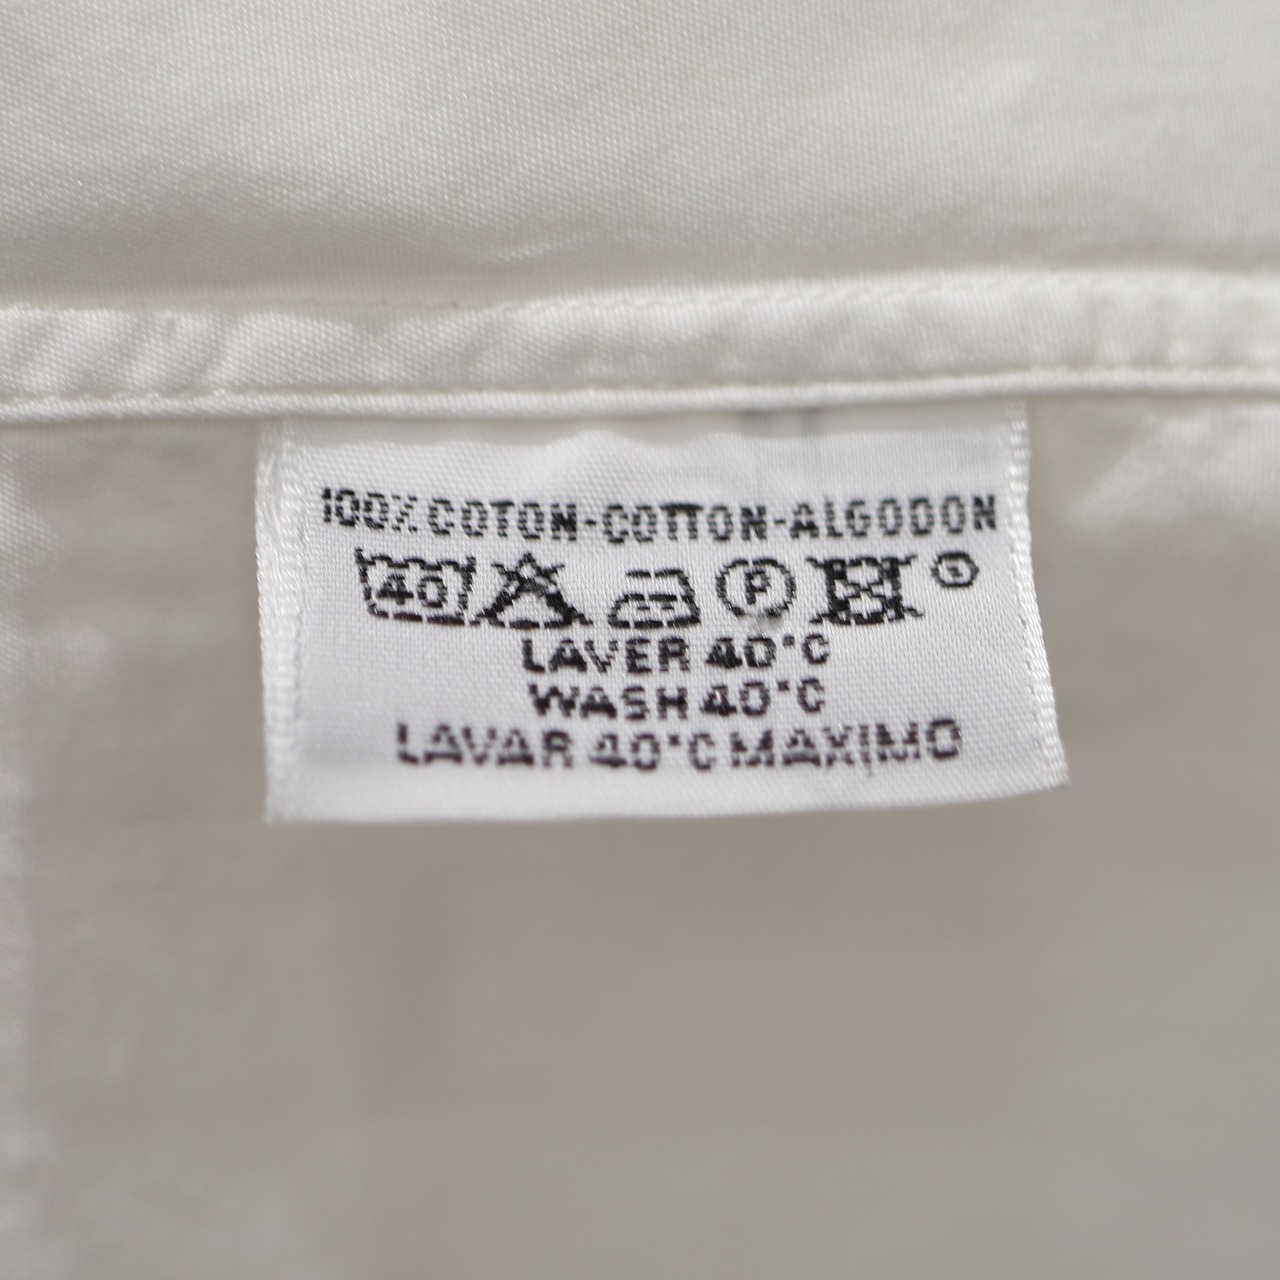 100% COTON-COTTON-ALGODON
40 P
LAVER 40°C
WASH 40°C
LAVAR 40°C MAXIMO